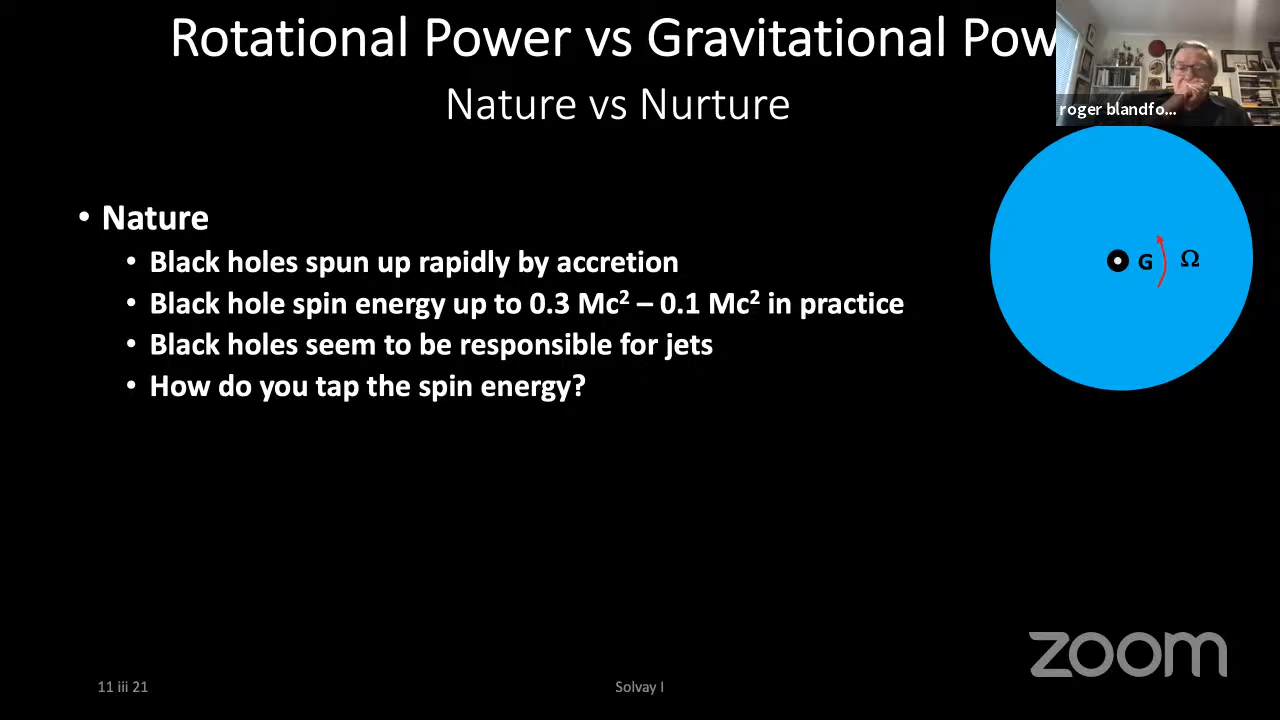 Rotational Power vs Gravitational Pow
roger blandfo...
Nature vs Nurture
• Nature
• Black holes spun up rapidly by accretion
• Black hole spin energy up to 0.3 Mc² – 0.1 Mc² in practice
• Black holes seem to be responsible for jets
• How do you tap the spin energy?
G Ω
zoom
11 iii 21
Solvay I